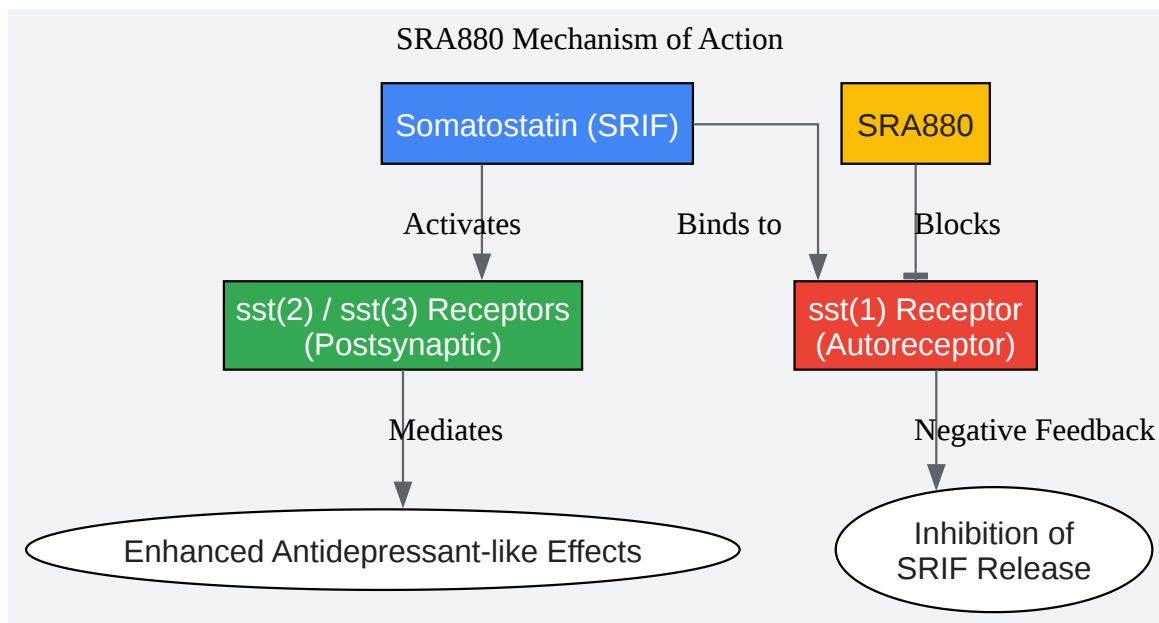 SRA880 Mechanism of Action
Somatostatin (SRIF)
SRA880
Activates
Binds to
Blocks
sst(2) / sst(3) Receptors
(Postsynaptic)
sst(1) Receptor
(Autoreceptor)
Mediates
Negative Feedback
Enhanced Antidepressant-like Effects
Inhibition of
SRIF Release